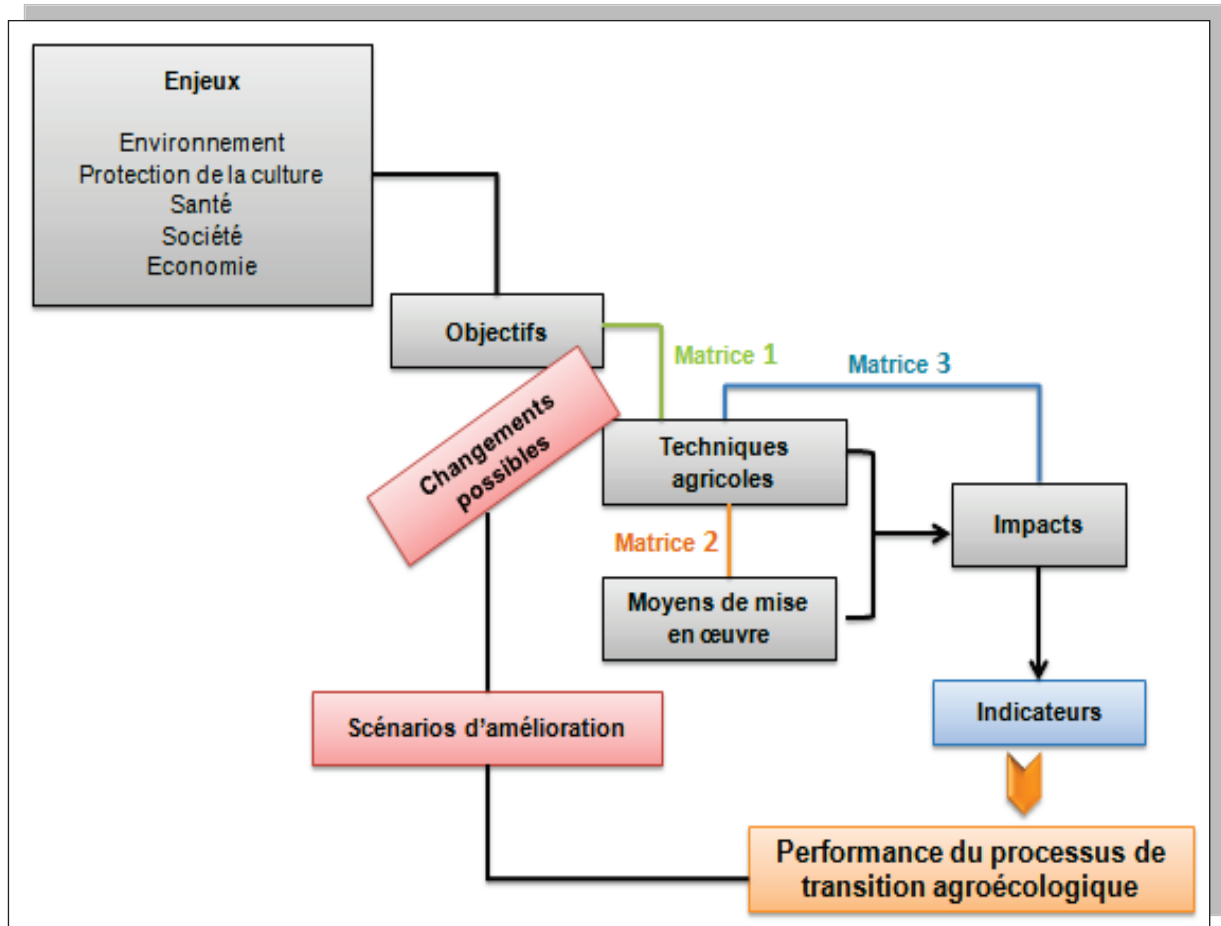 Enjeux
Environnement
Protection de la culture
Santé
Société
Economie
Objectifs
Matrice 1
Matrice 3
Changements
possibles
Techniques
agricoles
Impacts
Matrice 2
Moyens de mise
en œuvre
Scénarios d'amélioration
Indicateurs
Performance du processus de
transition agroécologique